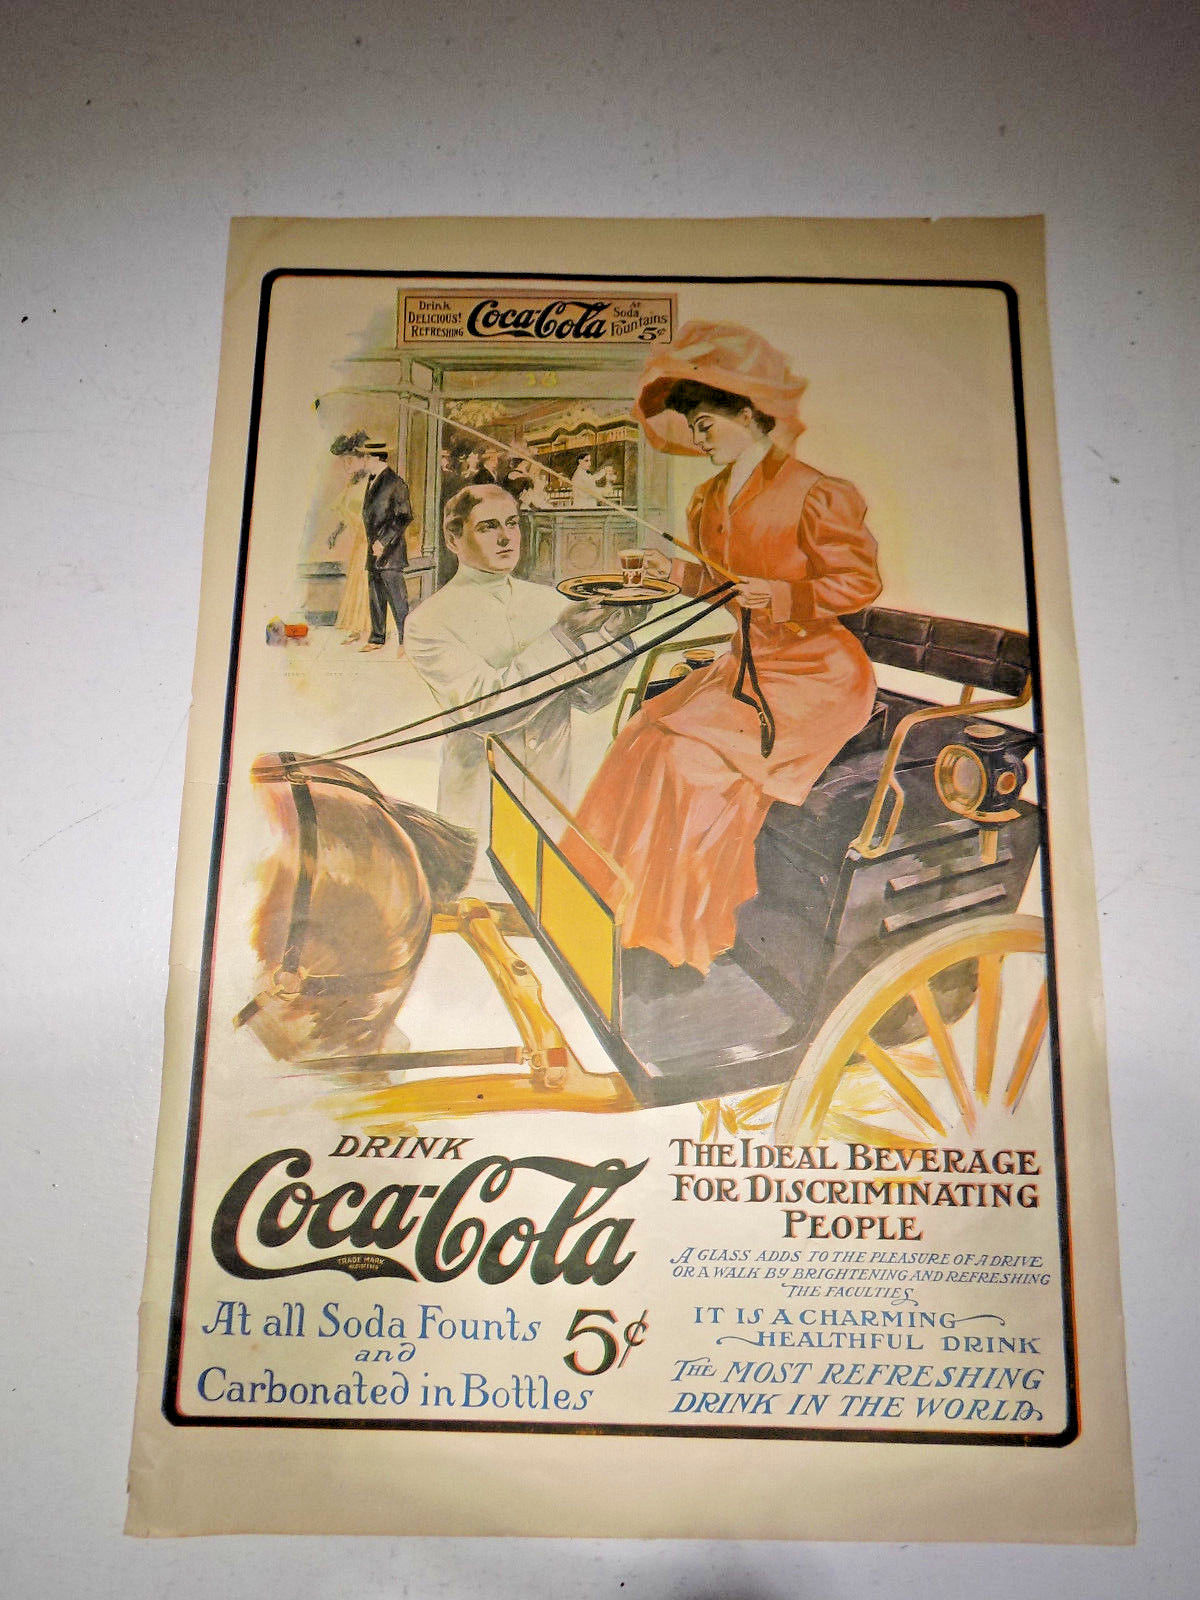 Drink
DELICIOUS!
REFRESHING
Coca-Cola
At
Soda
Fountains
5¢
DRINK
Coca-Cola
TRADE MARK
REGISTERED
At all Soda Founts
and
Carbonated in Bottles
5¢
THE IDEAL BEVERAGE
FOR DISCRIMINATING
PEOPLE
A GLASS ADDS TO THE PLEASURE OF A DRIVE
OR A WALK BY BRIGHTENING AND REFRESHING
THE FACULTIES
IT IS A CHARMING
HEALTHFUL DRINK
THE MOST REFRESHING
DRINK IN THE WORLD